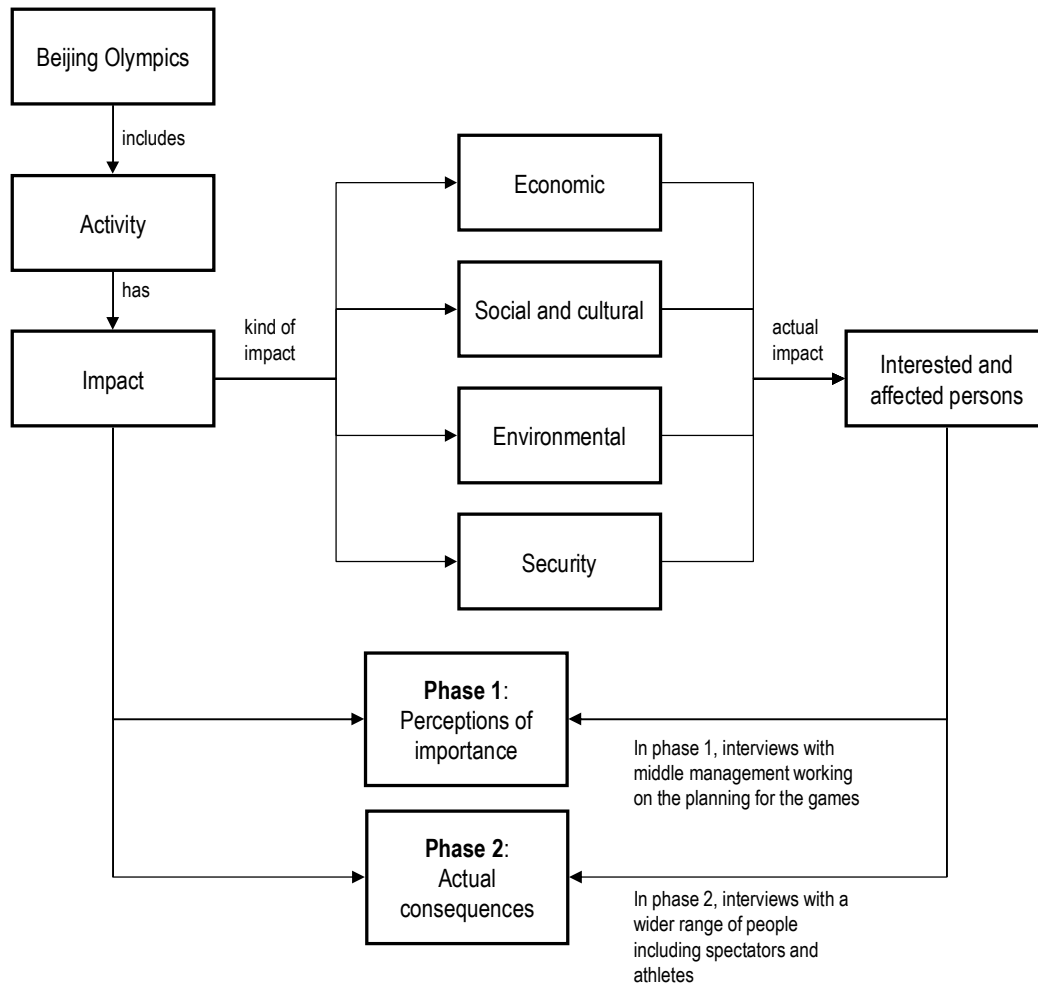 Beijing Olympics
includes
Activity
has
Impact
kind of
impact
Economic
Social and cultural
Environmental
Security
actual
impact
Interested and
affected persons
Phase 1:
Perceptions of
importance
In phase 1, interviews with
middle management working
on the planning for the games
Phase 2:
Actual
consequences
In phase 2, interviews with a
wider range of people
including spectators and
athletes